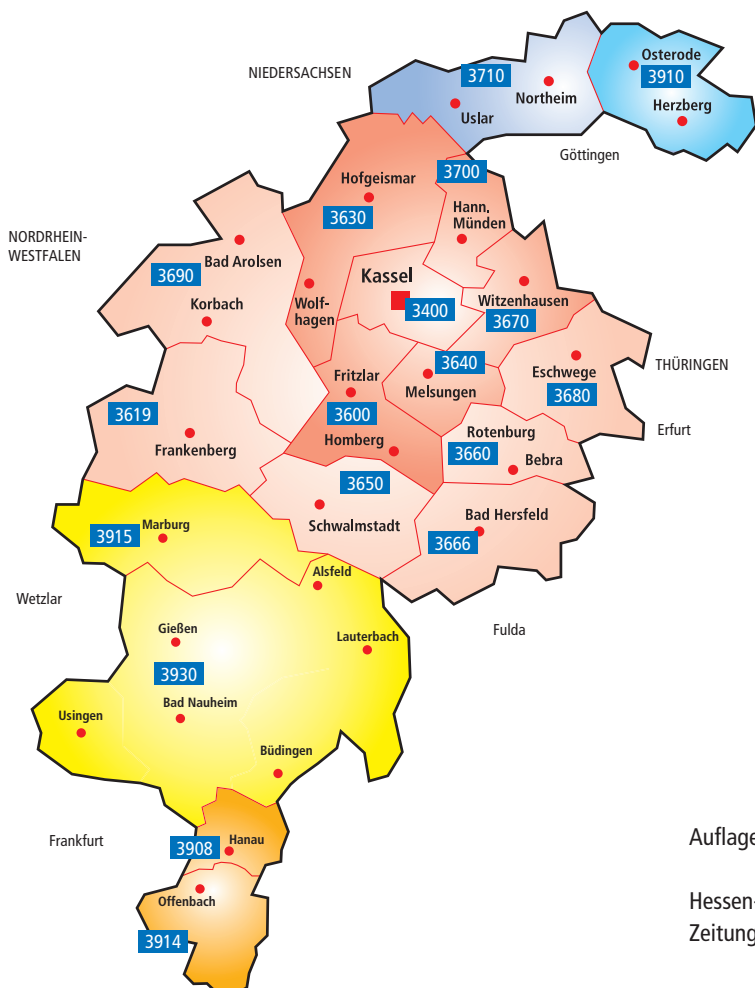 Osterode
3910
Herzberg
NIEDERSACHSEN
3710
Northeim
Uslar
Göttingen
Hofgeismar
3630
3700
Hann.
Münden
NORDRHEIN-
WESTFALEN
Bad Arolsen
3690
Korbach
Wolf-
hagen
Kassel
3400
Witzenhausen
3670
3640
Melsungen
Eschwege
3680
THÜRINGEN
Erfurt
Fritzlar
3600
Homberg
3619
Frankenberg
Rotenburg
3660
Bebra
3650
Schwalmstadt
Bad Hersfeld
3666
Marburg
3915
Alsfeld
Wetzlar
Fulda
Gießen
Lauterbach
3930
Bad Nauheim
Usingen
Büdingen
Frankfurt
3908
Hanau
Offenbach
3914
Auflage
Hessen-
Zeitung